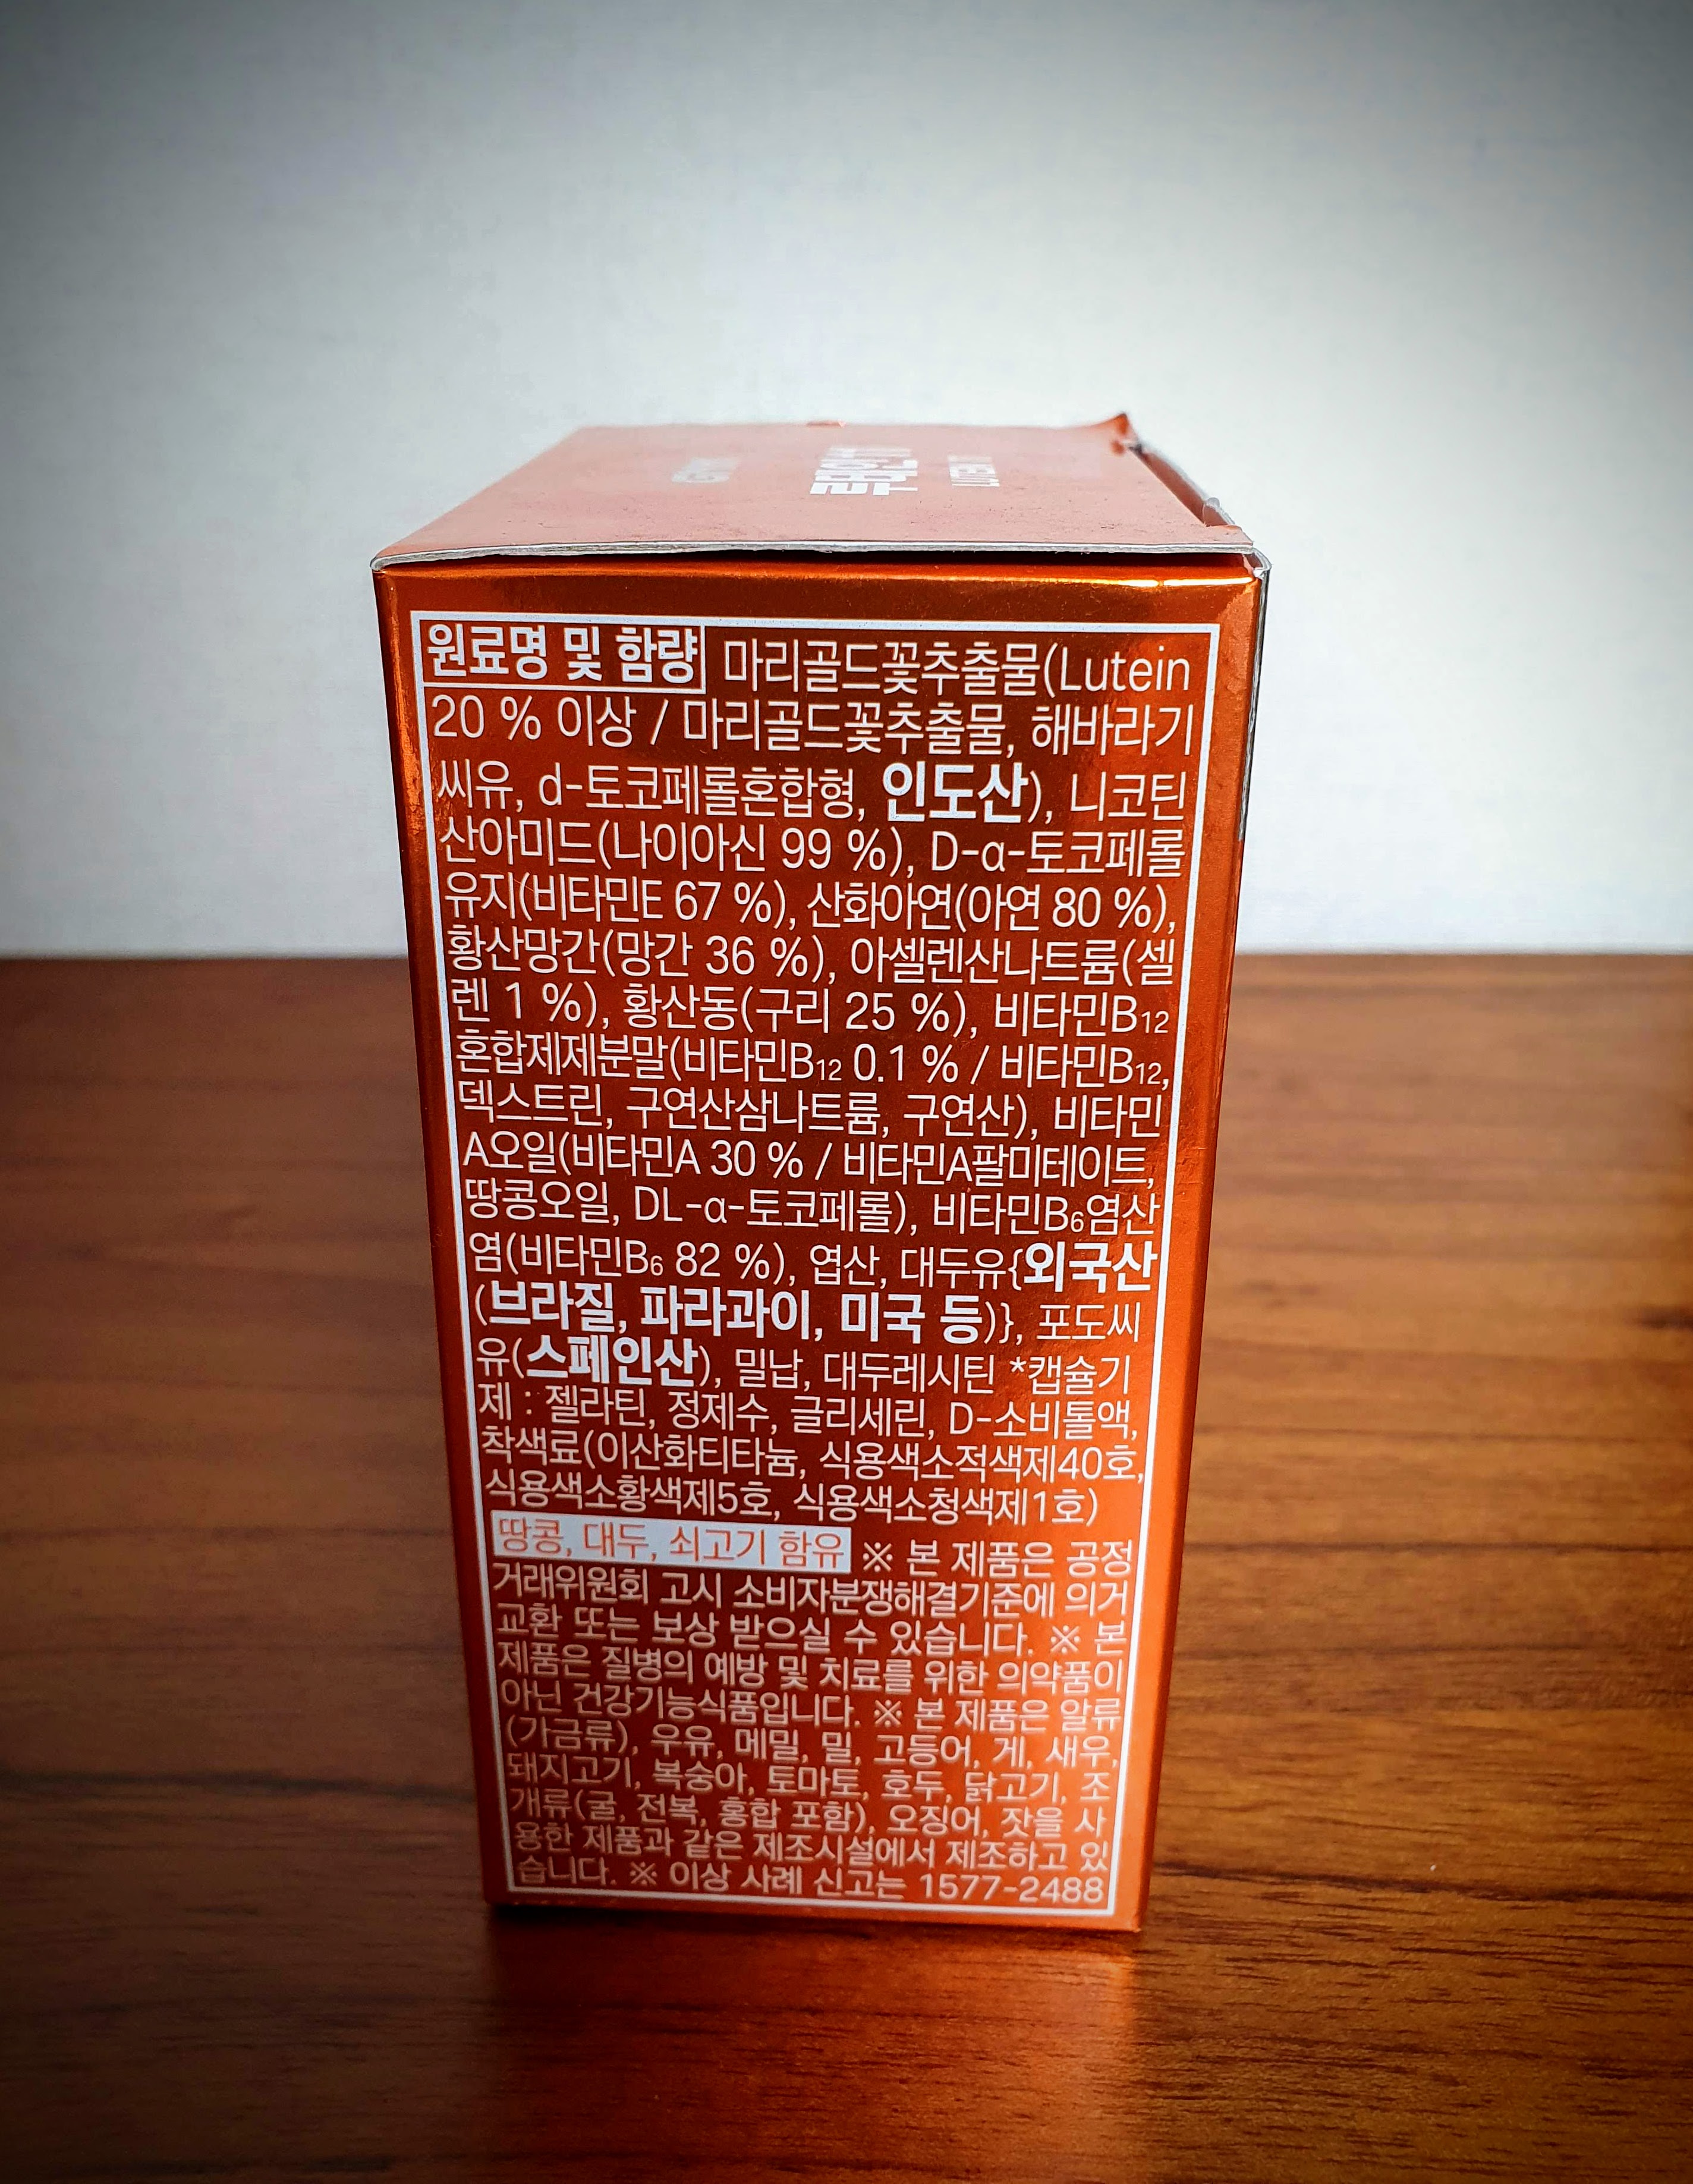 루테인
LUTEIN
원료명 및 함량 마리골드꽃추출물(Lutein
20 % 이상 / 마리골드꽃추출물, 해바라기
씨유, d-토코페롤혼합형, 인도산), 니코틴
산아미드(나이아신 99 %), D-α-토코페롤
유지(비타민E 67 %), 산화아연(아연 80 %),
황산망간(망간 36 %), 아셀렌산나트륨(셀
렌 1 %), 황산동(구리 25 %), 비타민B₁₂
혼합제제분말(비타민B₁₂ 0.1 % / 비타민B₁₂,
덱스트린, 구연산삼나트륨, 구연산), 비타민
A오일(비타민A 30 % / 비타민A팔미테이트,
땅콩오일, DL-α-토코페롤), 비타민B₆염산
염(비타민B₆ 82 %), 엽산, 대두유{외국산
(브라질, 파라과이, 미국 등)}, 포도씨
유(스페인산), 밀납, 대두레시틴 *캡슐기
제 : 젤라틴, 정제수, 글리세린, D-소비톨액,
착색료(이산화티타늄, 식용색소적색제40호,
식용색소황색제5호, 식용색소청색제1호)
땅콩, 대두, 쇠고기 함유 ※ 본 제품은 공정
거래위원회 고시 소비자분쟁해결기준에 의거
교환 또는 보상 받으실 수 있습니다. ※ 본
제품은 질병의 예방 및 치료를 위한 의약품이
아닌 건강기능식품입니다. ※ 본 제품은 알류
(가금류), 우유, 메밀, 밀, 고등어, 게, 새우,
돼지고기, 복숭아, 토마토, 호두, 닭고기, 조
개류(굴, 전복, 홍합 포함), 오징어, 잣을 사
용한 제품과 같은 제조시설에서 제조하고 있
습니다. ※ 이상 사례 신고는 1577-2488